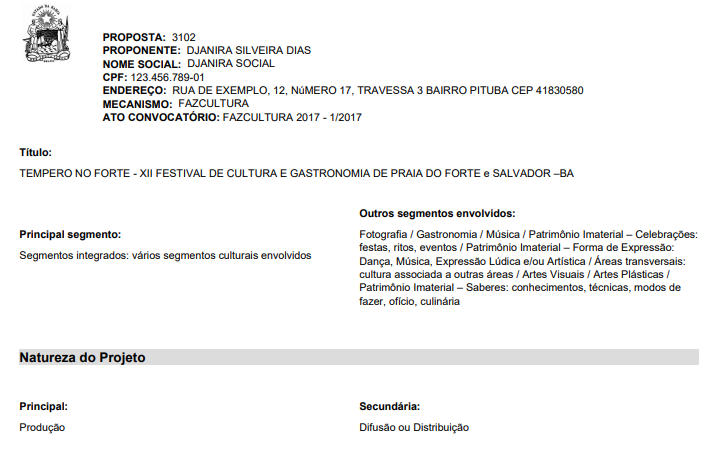 PROPOSTA: 3102
PROPONENTE: DJANIRA SILVEIRA DIAS
NOME SOCIAL: DJANIRA SOCIAL
CPF: 123.456.789-01
ENDEREÇO: RUA DE EXEMPLO, 12, NúMERO 17, TRAVESSA 3 BAIRRO PITUBA CEP 41830580
MECANISMO: FAZCULTURA
ATO CONVOCATÓRIO: FAZCULTURA 2017 - 1/2017
Título:
TEMPERO NO FORTE - XII FESTIVAL DE CULTURA E GASTRONOMIA DE PRAIA DO FORTE e SALVADOR –BA
Principal segmento:
Segmentos integrados: vários segmentos culturais envolvidos
Outros segmentos envolvidos:
Fotografia / Gastronomia / Música / Patrimônio Imaterial – Celebrações:
festas, ritos, eventos / Patrimônio Imaterial – Forma de Expressão:
Dança, Música, Expressão Lúdica e/ou Artística / Áreas transversais:
cultura associada a outras áreas / Artes Visuais / Artes Plásticas /
Patrimônio Imaterial – Saberes: conhecimentos, técnicas, modos de
fazer, ofício, culinária
Natureza do Projeto
Principal:
Produção
Secundária:
Difusão ou Distribuição